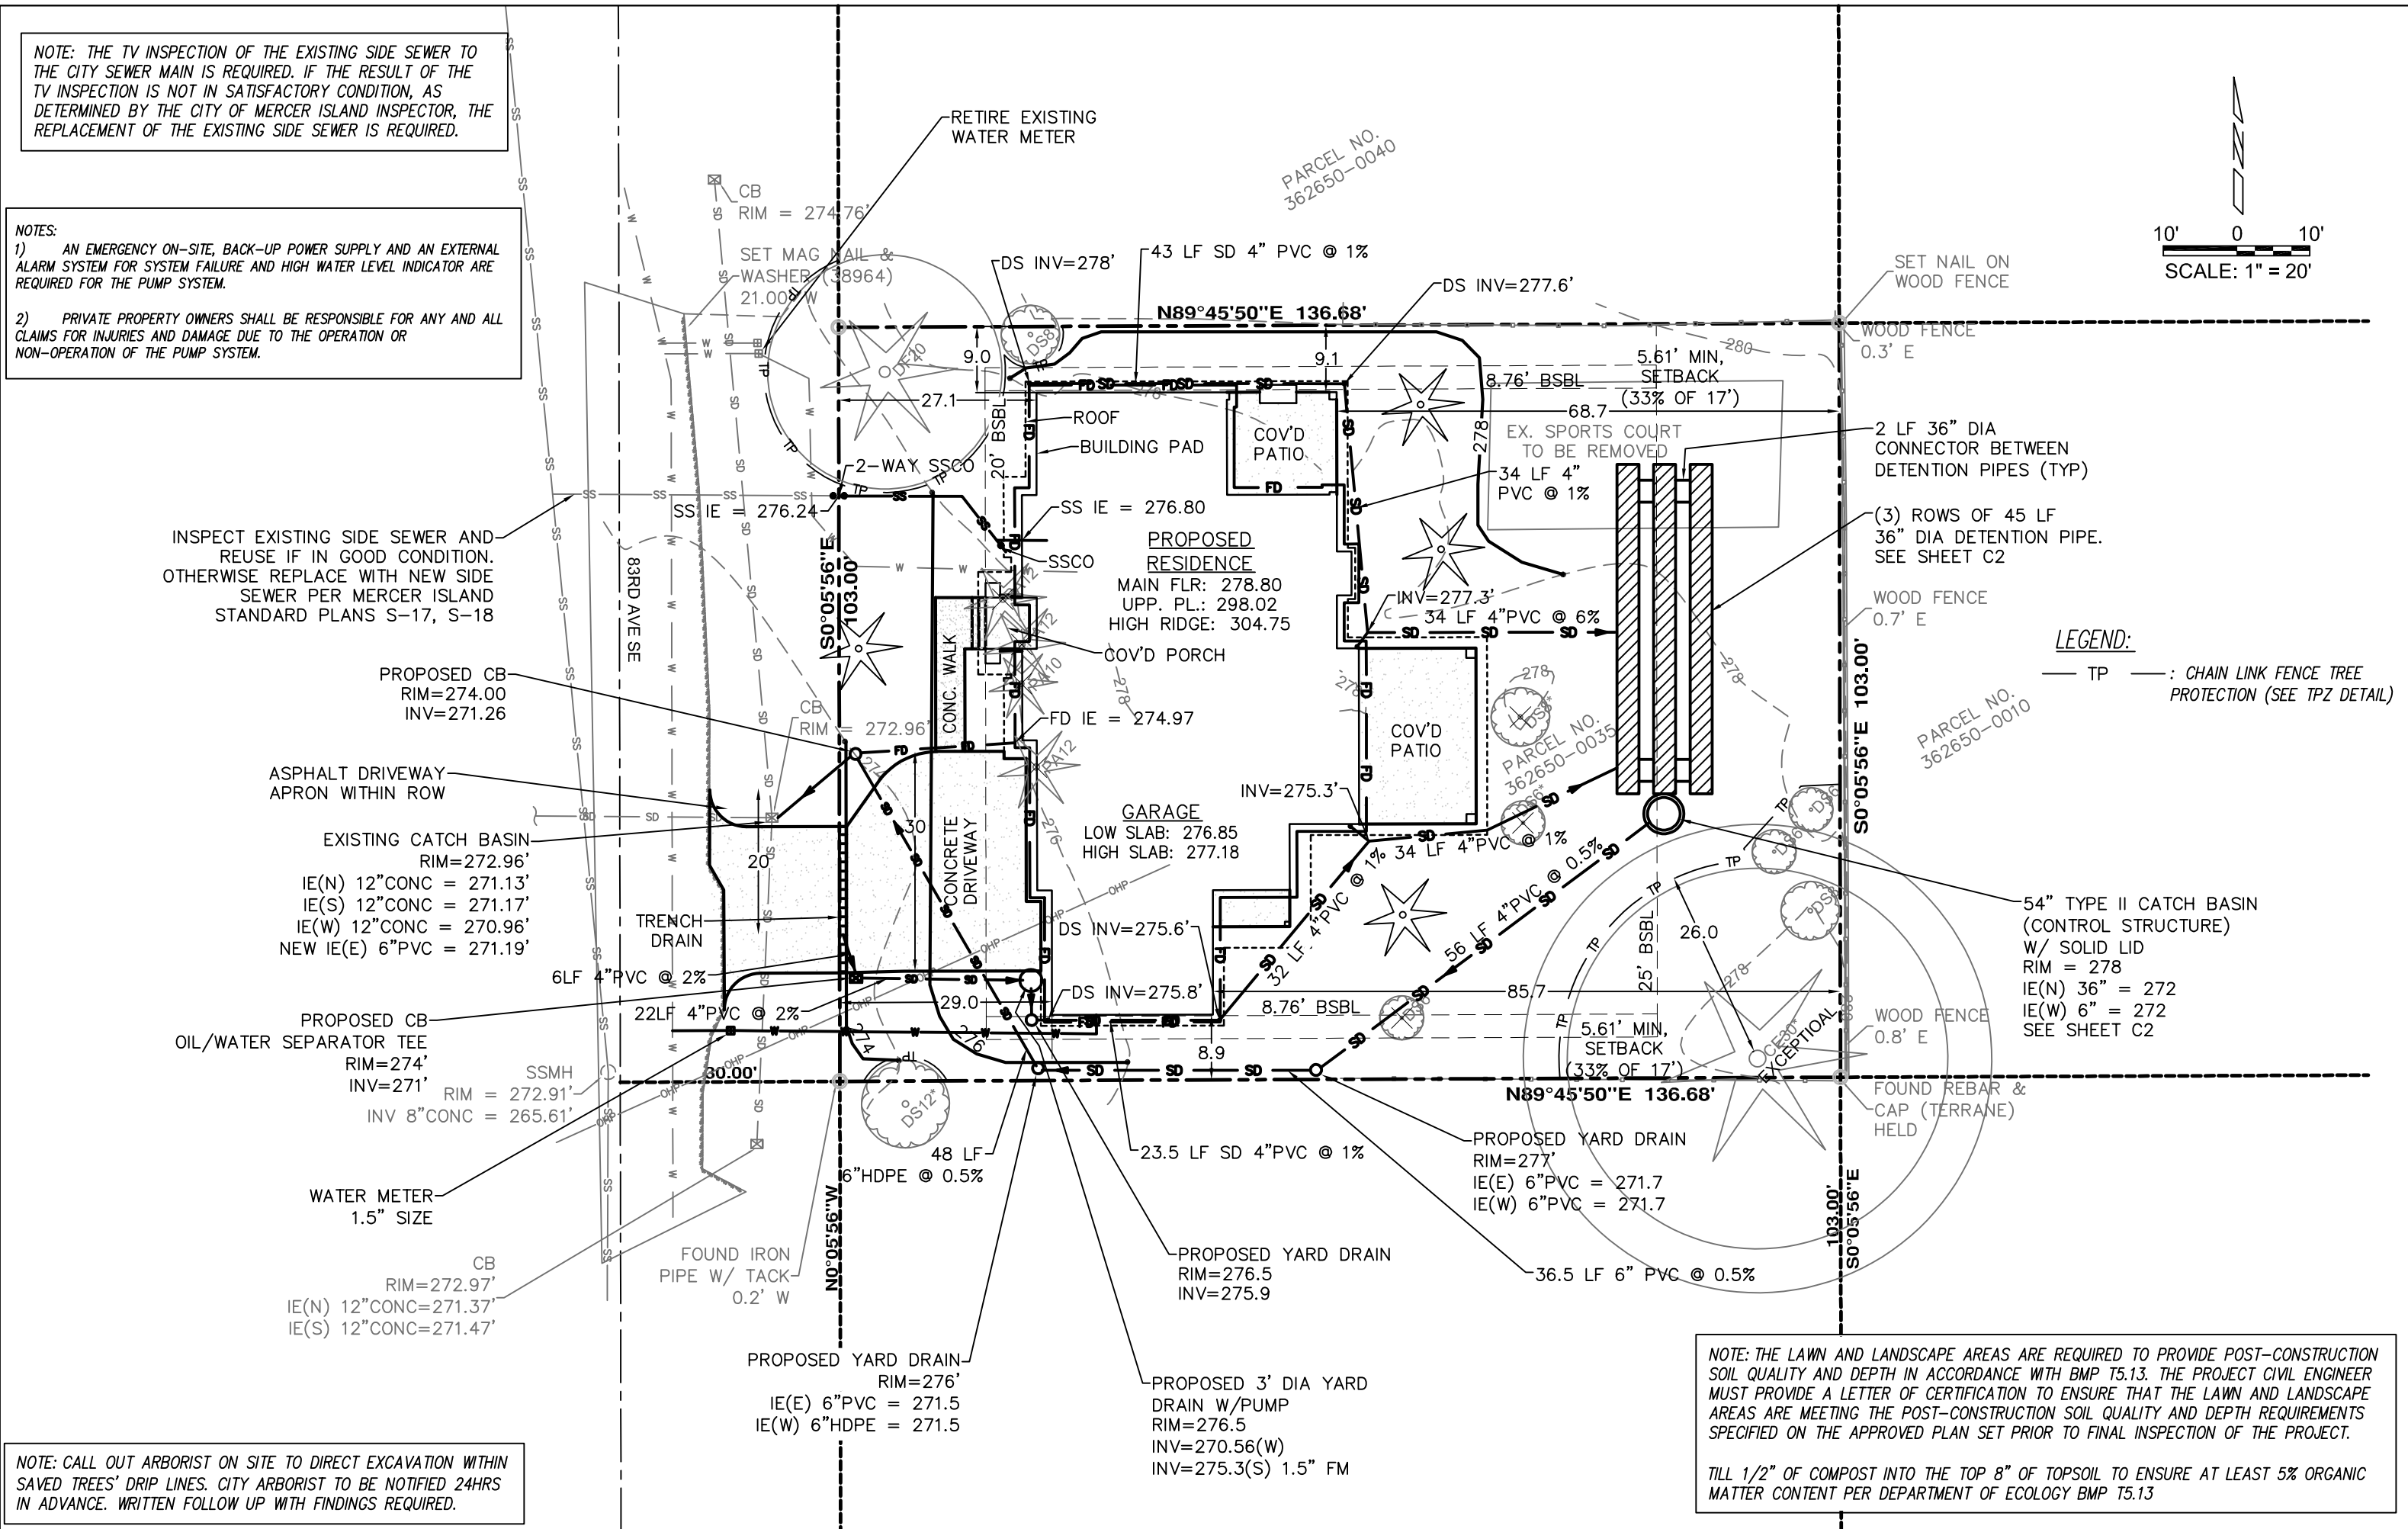 NOTE: THE TV INSPECTION OF THE EXISTING SIDE SEWER TO
THE CITY SEWER MAIN IS REQUIRED. IF THE RESULT OF THE
TV INSPECTION IS NOT IN SATISFACTORY CONDITION, AS
DETERMINED BY THE CITY OF MERCER ISLAND INSPECTOR, THE
REPLACEMENT OF THE EXISTING SIDE SEWER IS REQUIRED.
NOTES:
1) AN EMERGENCY ON-SITE, BACK-UP POWER SUPPLY AND AN EXTERNAL
ALARM SYSTEM FOR SYSTEM FAILURE AND HIGH WATER LEVEL INDICATOR ARE
REQUIRED FOR THE PUMP SYSTEM.
2) PRIVATE PROPERTY OWNERS SHALL BE RESPONSIBLE FOR ANY AND ALL
CLAIMS FOR INJURIES AND DAMAGE DUE TO THE OPERATION OR
NON-OPERATION OF THE PUMP SYSTEM.
RETIRE EXISTING
WATER METER
PARCEL NO.
362650-0040
CB
RIM = 274.76'
SET MAG NAIL &
WASHER (38964)
21.00' W
DS INV=278'
43 LF SD 4" PVC @ 1%
DS INV=277.6'
N89°45'50"E 136.68'
SET NAIL ON
WOOD FENCE
10' 0 10'
SCALE: 1" = 20'
WOOD FENCE
0.3' E
280
DF20
DS8
9.0
9.1
5.61' MIN,
SETBACK
(33% OF 17')
8.76' BSBL
27.1
68.7
20' BSBL
278
278
ROOF
BUILDING PAD
COV'D
PATIO
EX. SPORTS COURT
TO BE REMOVED
2 LF 36" DIA
CONNECTOR BETWEEN
DETENTION PIPES (TYP)
2-WAY SSCO
SS IE = 276.24
SS IE = 276.80
SSCO
34 LF 4"
PVC @ 1%
(3) ROWS OF 45 LF
36" DIA DETENTION PIPE.
SEE SHEET C2
INSPECT EXISTING SIDE SEWER AND
REUSE IF IN GOOD CONDITION.
OTHERWISE REPLACE WITH NEW SIDE
SEWER PER MERCER ISLAND
STANDARD PLANS S-17, S-18
83RD AVE SE
S0°05'56"E
103.00'
PROPOSED
RESIDENCE
MAIN FLR: 278.80
UPP. PL.: 298.02
HIGH RIDGE: 304.75
INV=277.3'
34 LF 4"PVC @ 6%
WOOD FENCE
0.7' E
LEGEND:
TP : CHAIN LINK FENCE TREE
PROTECTION (SEE TPZ DETAIL)
PROPOSED CB
RIM=274.00
INV=271.26
CB
RIM = 272.96'
CONC. WALK
COV'D PORCH
PA10
PA12
278
278
278
278
FD IE = 274.97
COV'D
PATIO
DS8*
PARCEL NO.
362650-0035
S0°05'56"E 103.00'
PARCEL NO.
362650-0010
ASPHALT DRIVEWAY
APRON WITHIN ROW
EXISTING CATCH BASIN
RIM=272.96'
IE(N) 12"CONC = 271.13'
IE(S) 12"CONC = 271.17'
IE(W) 12"CONC = 270.96'
NEW IE(E) 6"PVC = 271.19'
274
30
20
CONCRETE
DRIVEWAY
276
INV=275.3'
GARAGE
LOW SLAB: 276.85
HIGH SLAB: 277.18
DS6*
34 LF 4"PVC @ 1%
32 LF 4"PVC @ 1%
56 LF 4"PVC @ 0.5%
TRENCH
DRAIN
DS INV=275.6'
25' BSBL
26.0
278
54" TYPE II CATCH BASIN
(CONTROL STRUCTURE)
W/ SOLID LID
RIM = 278
IE(N) 36" = 272
IE(W) 6" = 272
SEE SHEET C2
6LF 4"PVC @ 2%
22LF 4"PVC @ 2%
29.0
DS INV=275.8'
8.76' BSBL
85.7
PROPOSED CB
OIL/WATER SEPARATOR TEE
RIM=274'
INV=271'
274
276
8.9
5.61' MIN,
SETBACK
(33% OF 17')
CE30*
EXCEPTIONAL
WOOD FENCE
0.8' E
SSMH
RIM = 272.91'
INV 8"CONC = 265.61'
30.00'
DS12*
N89°45'50"E 136.68'
FOUND REBAR &
CAP (TERRANE)
HELD
48 LF
6"HDPE @ 0.5%
23.5 LF SD 4"PVC @ 1%
PROPOSED YARD DRAIN
RIM=277'
IE(E) 6"PVC = 271.7
IE(W) 6"PVC = 271.7
WATER METER
1.5" SIZE
N0°05'56"W
103.00'
S0°05'56"E
CB
RIM=272.97'
IE(N) 12"CONC=271.37'
IE(S) 12"CONC=271.47'
FOUND IRON
PIPE W/ TACK
0.2' W
PROPOSED YARD DRAIN
RIM=276.5
INV=275.9
36.5 LF 6" PVC @ 0.5%
PROPOSED YARD DRAIN
RIM=276'
IE(E) 6"PVC = 271.5
IE(W) 6"HDPE = 271.5
PROPOSED 3' DIA YARD
DRAIN W/PUMP
RIM=276.5
INV=270.56(W)
INV=275.3(S) 1.5" FM
NOTE: THE LAWN AND LANDSCAPE AREAS ARE REQUIRED TO PROVIDE POST-CONSTRUCTION
SOIL QUALITY AND DEPTH IN ACCORDANCE WITH BMP T5.13. THE PROJECT CIVIL ENGINEER
MUST PROVIDE A LETTER OF CERTIFICATION TO ENSURE THAT THE LAWN AND LANDSCAPE
AREAS ARE MEETING THE POST-CONSTRUCTION SOIL QUALITY AND DEPTH REQUIREMENTS
SPECIFIED ON THE APPROVED PLAN SET PRIOR TO FINAL INSPECTION OF THE PROJECT.
TILL 1/2" OF COMPOST INTO THE TOP 8" OF TOPSOIL TO ENSURE AT LEAST 5% ORGANIC
MATTER CONTENT PER DEPARTMENT OF ECOLOGY BMP T5.13
NOTE: CALL OUT ARBORIST ON SITE TO DIRECT EXCAVATION WITHIN
SAVED TREES' DRIP LINES. CITY ARBORIST TO BE NOTIFIED 24HRS
IN ADVANCE. WRITTEN FOLLOW UP WITH FINDINGS REQUIRED.